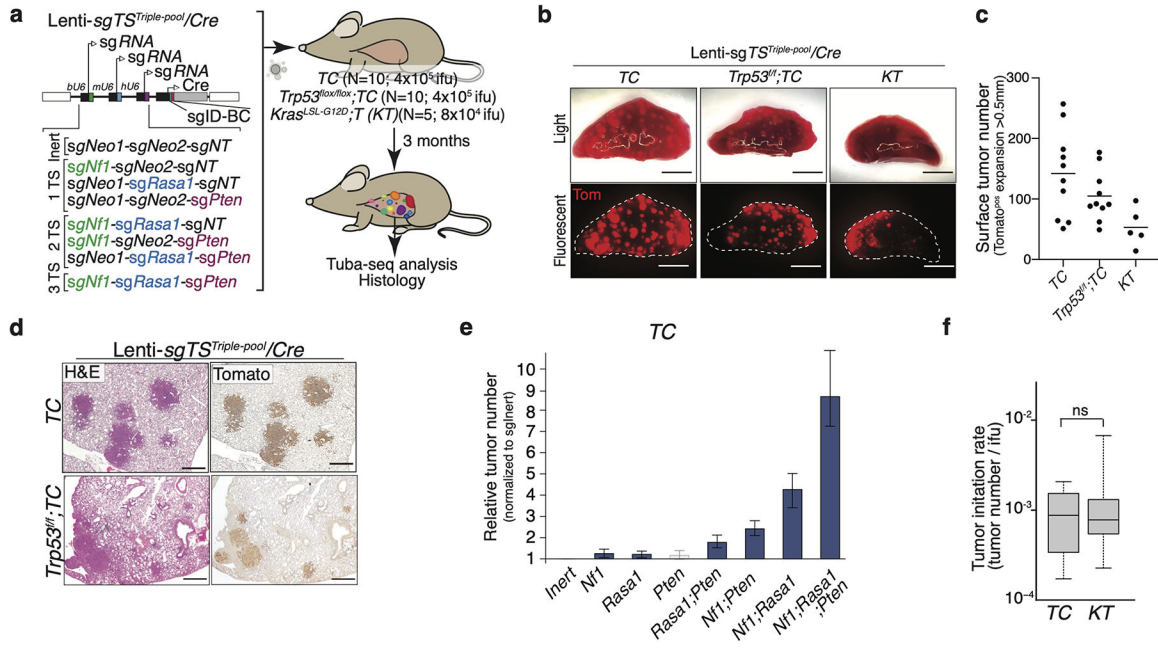 a
Lenti-sgTS^Triple-pool/Cre
sgRNA
sgRNA
sgRNA
Cre
bU6 mU6 hU6
sgID-BC
Inert
sgNeo1-sgNeo2-sgNT
1 TS
sgNf1-sgNeo2-sgNT
sgNeo1-sgRasa1-sgNT
sgNeo1-sgNeo2-sgPten
2 TS
sgNf1-sgRasa1-sgNT
sgNf1-sgNeo2-sgPten
sgNeo1-sgRasa1-sgPten
3 TS
sgNf1-sgRasa1-sgPten
TC (N=10; 4x10^5 ifu)
Trp53^flox/flox;TC (N=10; 4x10^5 ifu)
Kras^LSL-G12D;T (KT)(N=5; 8x10^4 ifu)
3 months
Tuba-seq analysis
Histology
b
Lenti-sgTS^Triple-pool/Cre
TC
Trp53^f/f;TC
KT
Light
Fluorescent
Tom
c
Surface tumor number
(Tomato^pos expansion >0.5mm)
300
200
100
0
TC
Trp53^f/f;TC
KT
d
Lenti-sgTS^Triple-pool/Cre
H&E
Tomato
TC
Trp53^f/f;TC
e
TC
Relative tumor number
(normalized to sgInert)
10
9
8
7
6
5
4
3
2
1
Inert
Nf1
Rasa1
Pten
Rasa1;Pten
Nf1;Pten
Nf1;Rasa1
Nf1;Rasa1
;Pten
f
Tumor initation rate
(tumor number / ifu)
10^-2
10^-3
10^-4
ns
TC
KT